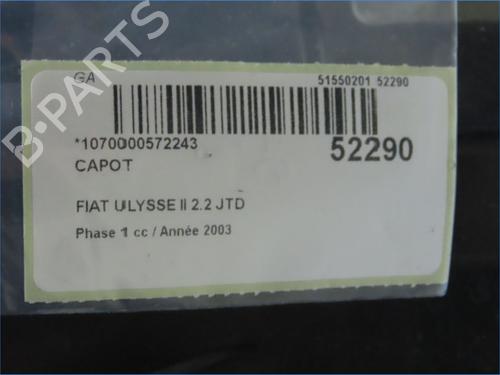 GA 51550201 52290
*1070000572243 52290
CAPOT
FIAT ULYSSE II 2.2 JTD
Phase 1 cc / Année 2003
B-PARTS